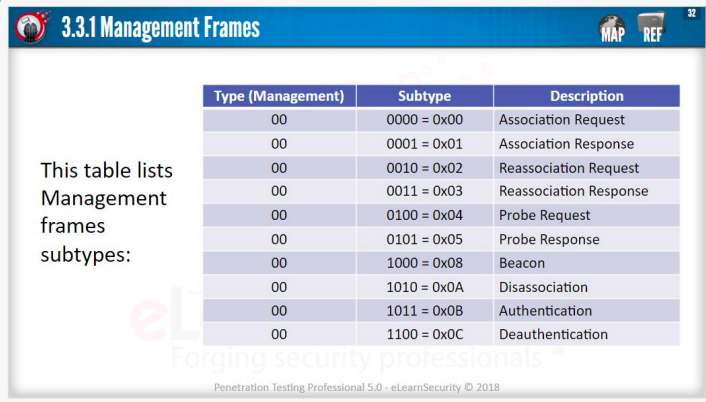 32
3.3.1 Management Frames
MAP REF
This table lists
Management
frames
subtypes:
Type (Management) Subtype Description
00 0000 = 0x00 Association Request
00 0001 = 0x01 Association Response
00 0010 = 0x02 Reassociation Request
00 0011 = 0x03 Reassociation Response
00 0100 = 0x04 Probe Request
00 0101 = 0x05 Probe Response
00 1000 = 0x08 Beacon
00 1010 = 0x0A Disassociation
00 1011 = 0x0B Authentication
00 1100 = 0x0C Deauthentication
Forging security professionals
Penetration Testing Professional 5.0 - eLearnSecurity © 2018